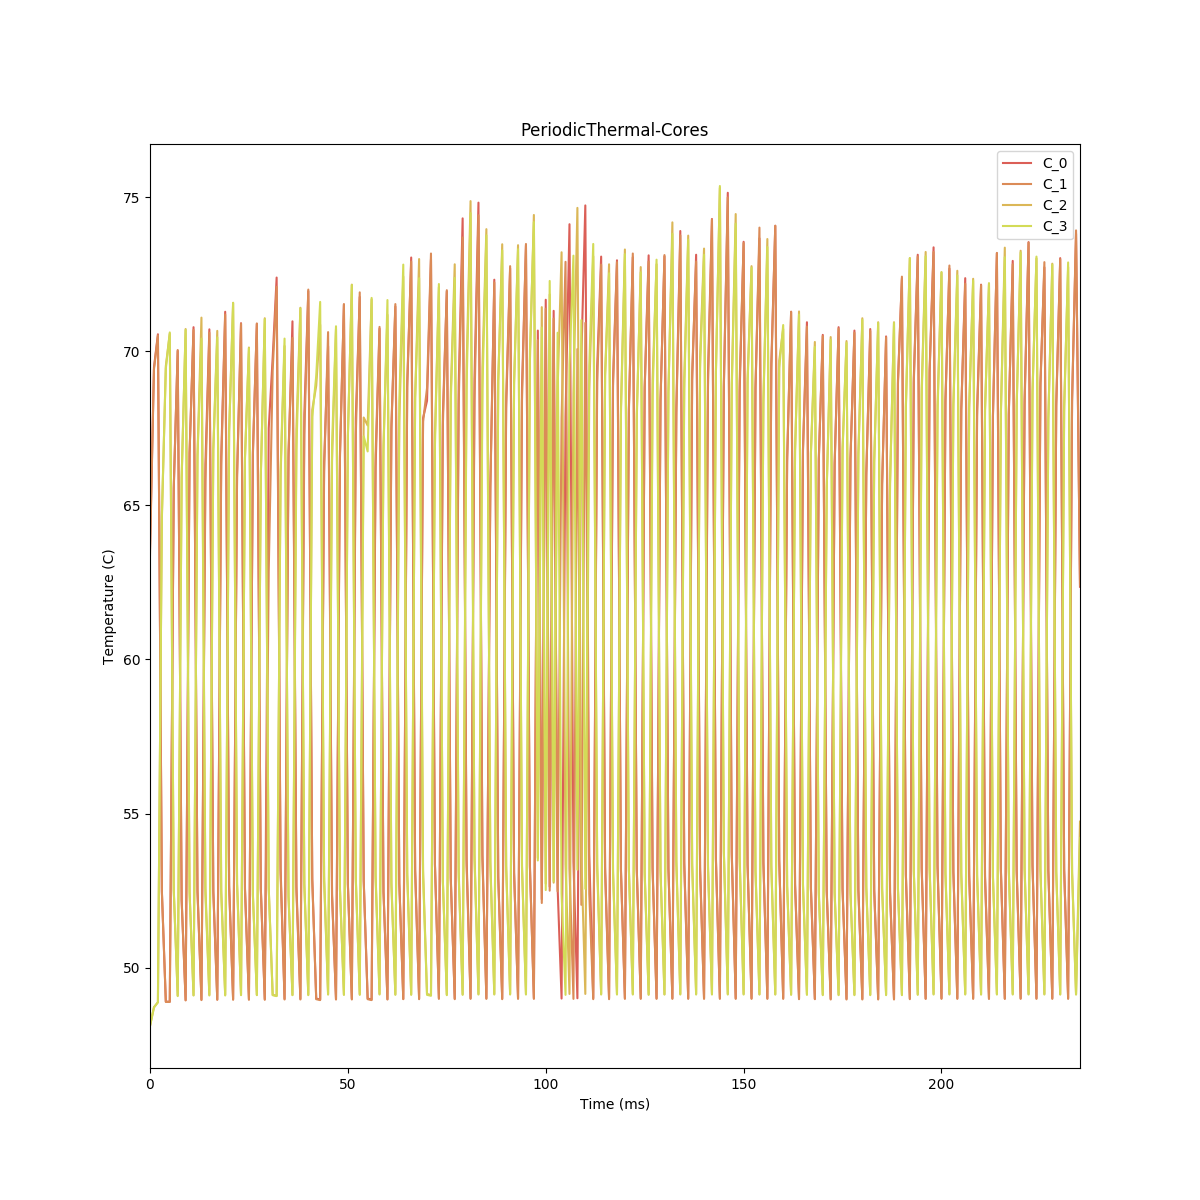 PeriodicThermal-Cores
C_0
C_1
C_2
C_3
75
70
65
60
55
50
Temperature (C)
0 50 100 150 200
Time (ms)